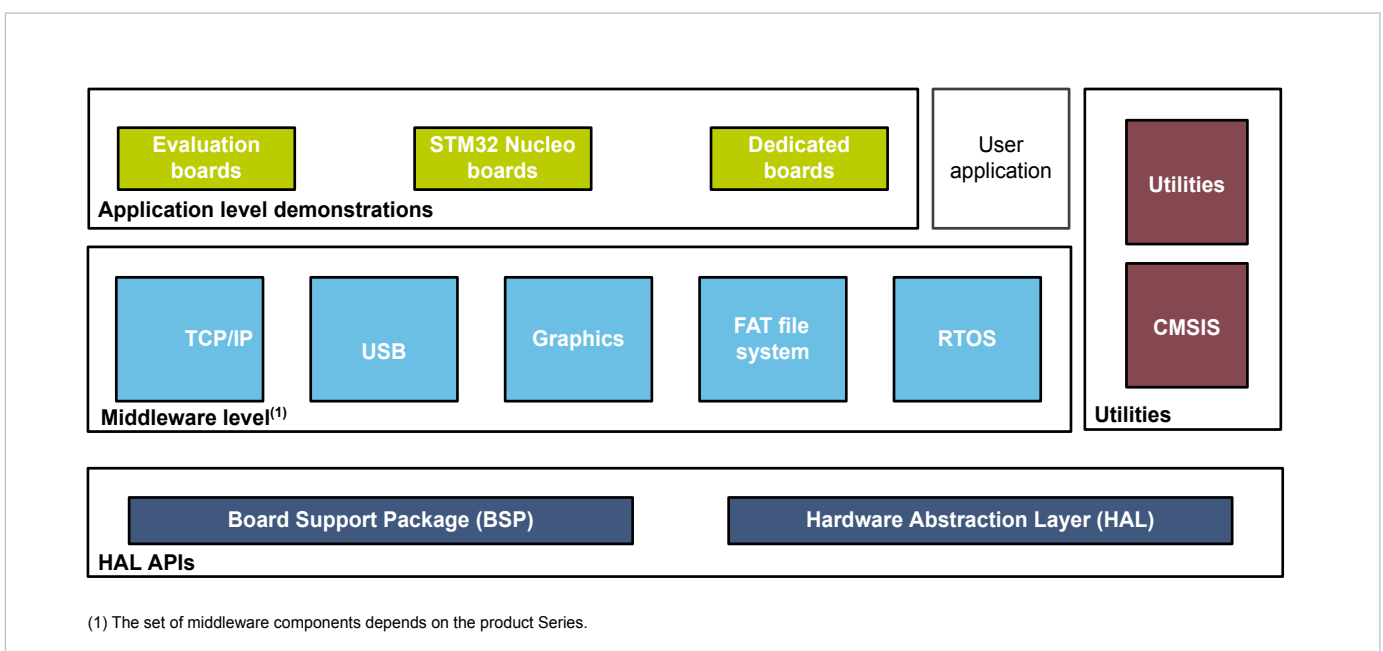 Evaluation
boards
STM32 Nucleo
boards
Dedicated
boards
Application level demonstrations
User
application
Utilities
CMSIS
Utilities
TCP/IP
USB
Graphics
FAT file
system
RTOS
Middleware level(1)
Board Support Package (BSP)
Hardware Abstraction Layer (HAL)
HAL APIs
(1) The set of middleware components depends on the product Series.